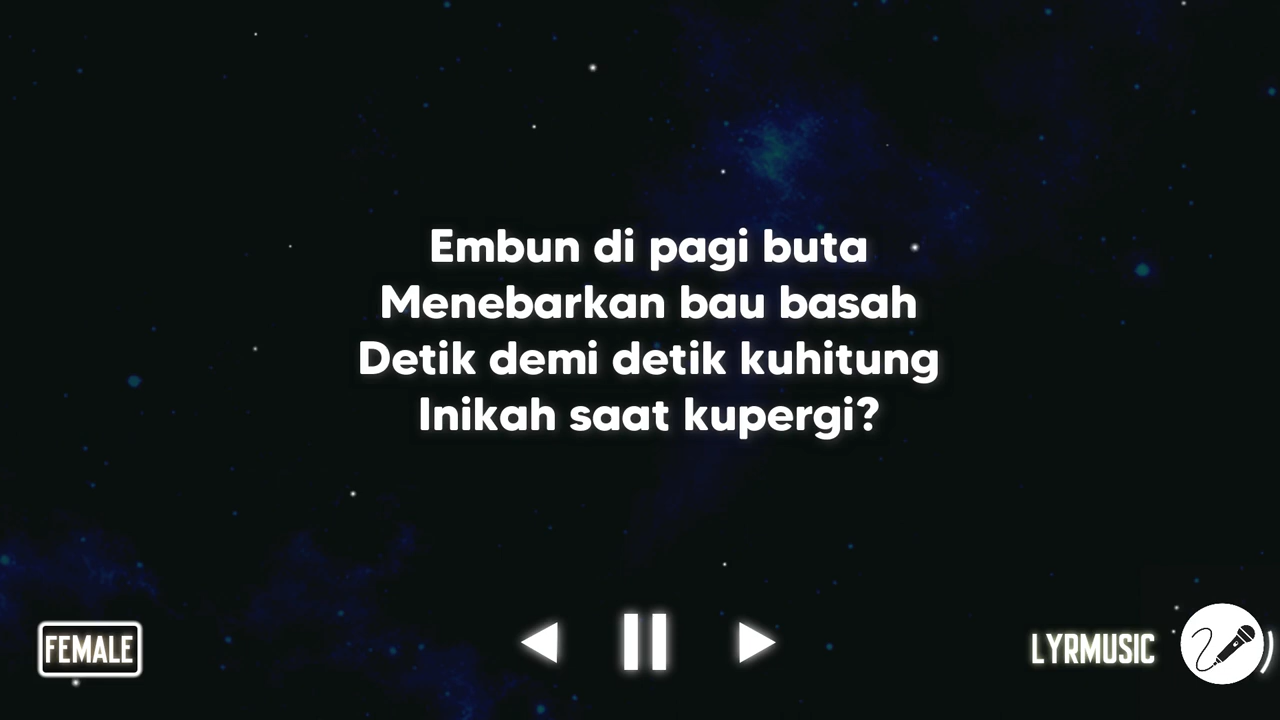 Embun di pagi buta
Menebarkan bau basah
Detik demi detik kuhitung
Inikah saat kupergi?
FEMALE
LYRMUSIC